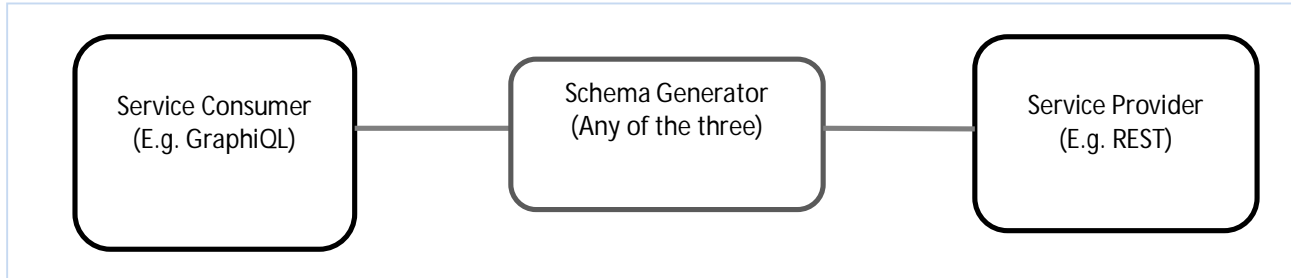 Service Consumer
(E.g. GraphiQL)
Schema Generator
(Any of the three)
Service Provider
(E.g. REST)